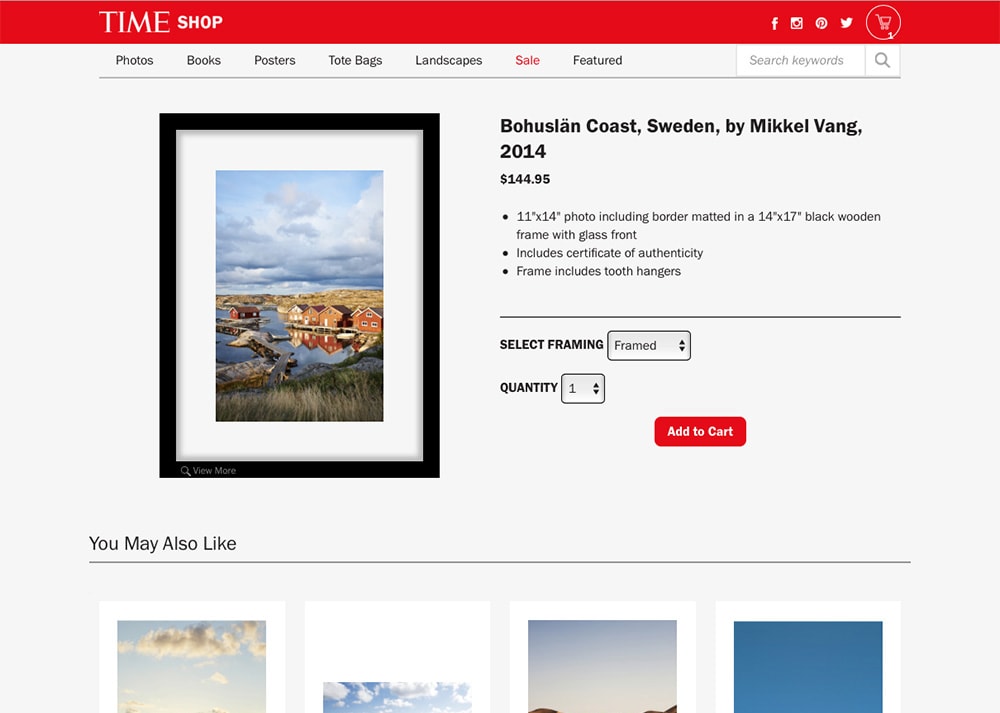 TIME SHOP
1
Photos Books Posters Tote Bags Landscapes Sale Featured Search keywords
Bohuslän Coast, Sweden, by Mikkel Vang,
2014
$144.95
• 11"x14" photo including border matted in a 14"x17" black wooden
frame with glass front
• Includes certificate of authenticity
• Frame includes tooth hangers
SELECT FRAMING Framed
QUANTITY 1
Add to Cart
View More
You May Also Like